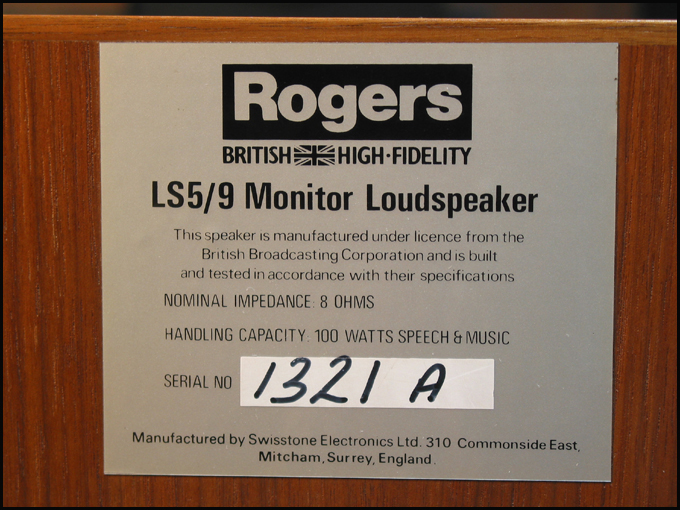 Rogers
BRITISH HIGH·FIDELITY
LS5/9 Monitor Loudspeaker
This speaker is manufactured under licence from the
British Broadcasting Corporation and is built
and tested in accordance with their specifications
NOMINAL IMPEDANCE: 8 OHMS
HANDLING CAPACITY: 100 WATTS SPEECH & MUSIC
SERIAL NO 1321 A
Manufactured by Swisstone Electronics Ltd. 310 Commonside East,
Mitcham, Surrey, England.